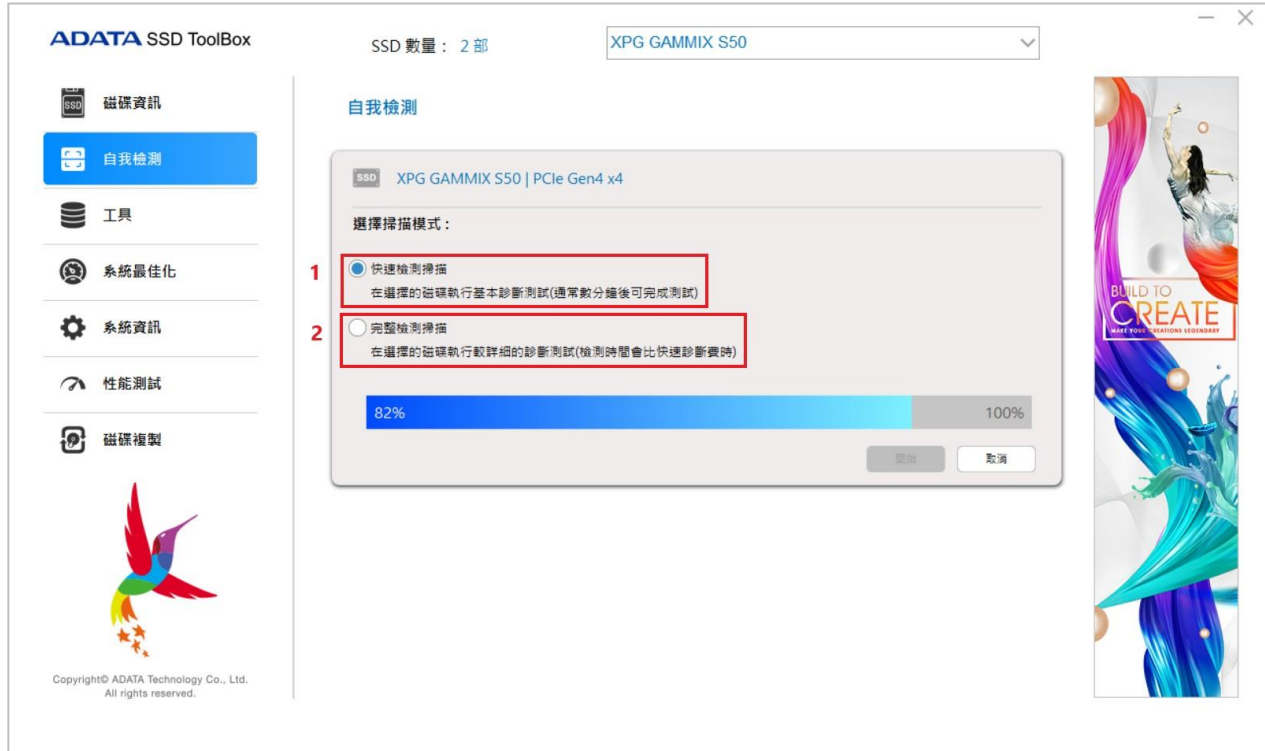 ADATA SSD ToolBox
SSD 數量： 2 部
XPG GAMMIX S50
磁碟資訊
自我檢測
工具
系統最佳化
系統資訊
性能測試
磁碟複製
Copyright© ADATA Technology Co., Ltd.
All rights reserved.
自我檢測
SSD XPG GAMMIX S50 | PCIe Gen4 x4
選擇掃描模式：
1 快速檢測掃描
在選擇的磁碟執行基本診斷測試(通常數分鐘後可完成測試)
2 完整檢測掃描
在選擇的磁碟執行較詳細的診斷測試(檢測時間會比快速診斷費時)
82% 100%
開始 取消
BUILD TO
CREATE
MAKE YOUR CREATIONS LEGENDARY